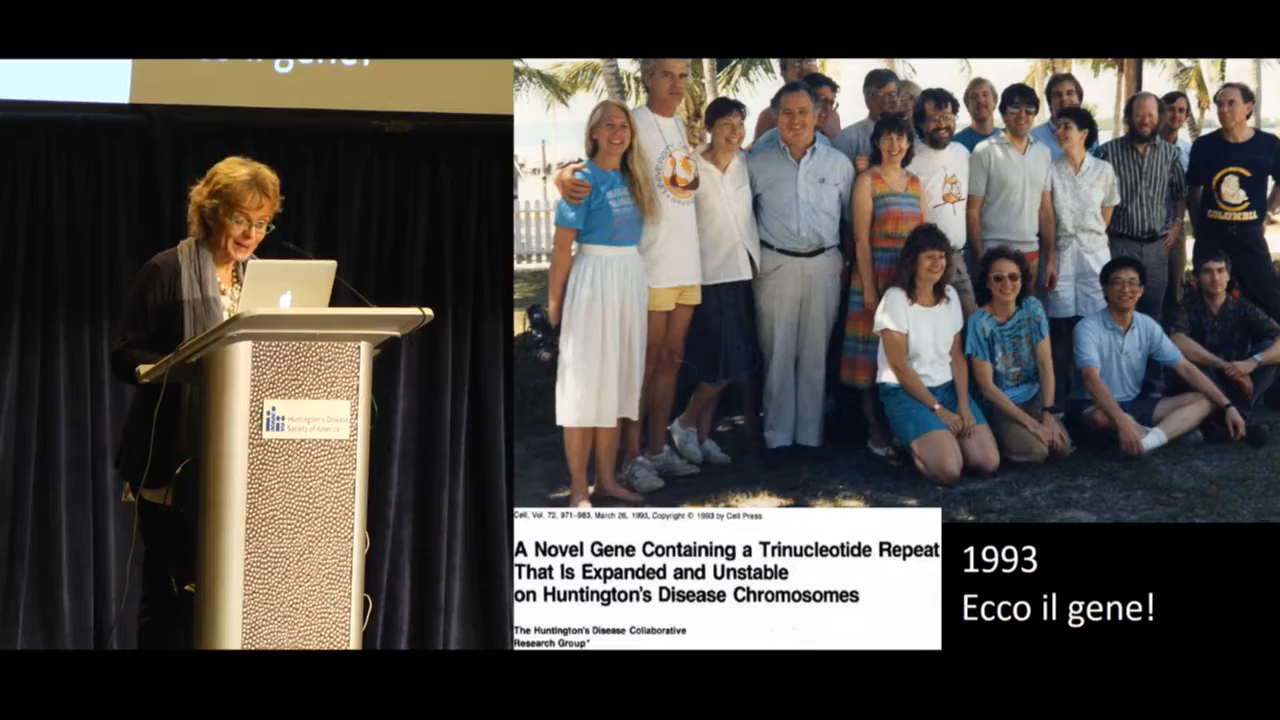 il gene!
Huntington's Disease
Society of America
COLUMBIA
Cell, Vol. 72, 971–983, March 26, 1993, Copyright © 1993 by Cell Press
A Novel Gene Containing a Trinucleotide Repeat
That Is Expanded and Unstable
on Huntington's Disease Chromosomes
The Huntington's Disease Collaborative
Research Group*
1993
Ecco il gene!